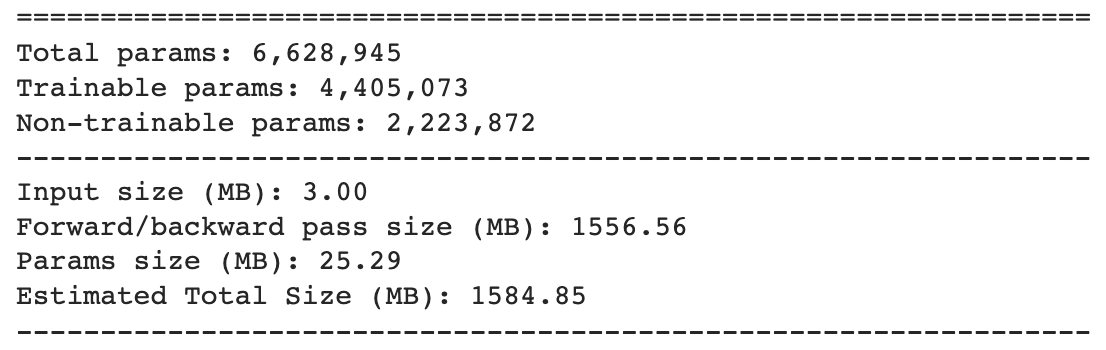 ================================================================
Total params: 6,628,945
Trainable params: 4,405,073
Non-trainable params: 2,223,872
----------------------------------------------------------------
Input size (MB): 3.00
Forward/backward pass size (MB): 1556.56
Params size (MB): 25.29
Estimated Total Size (MB): 1584.85
----------------------------------------------------------------